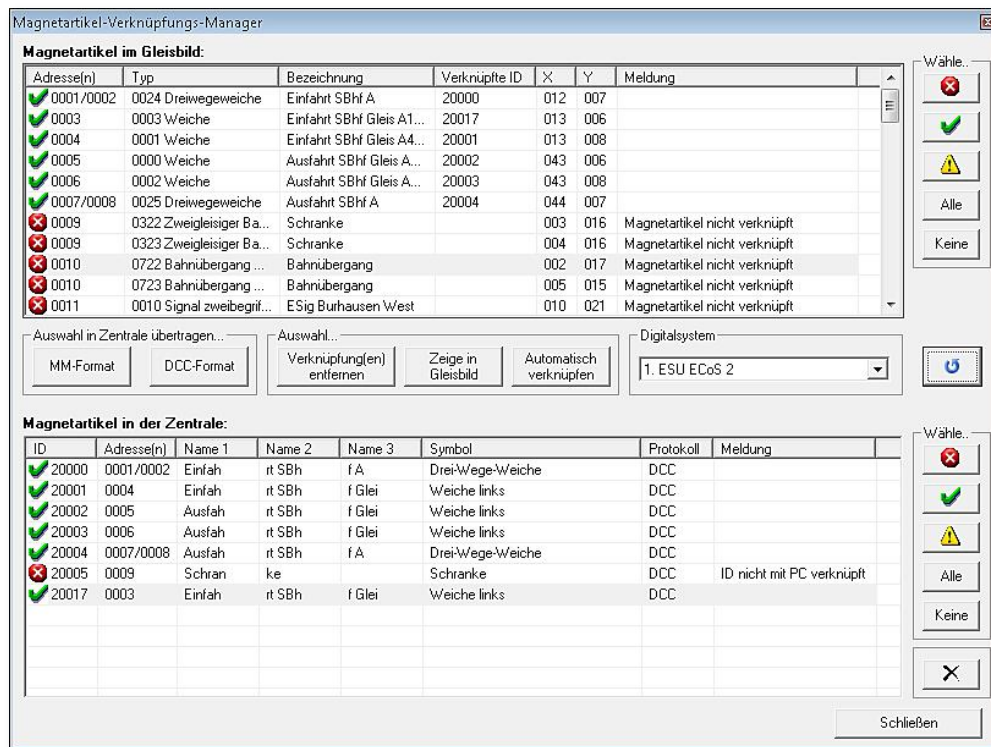 Magnetartikel-Verknüpfungs-Manager
Magnetartikel im Gleisbild:
Adresse(n) Typ Bezeichnung Verknüpfte ID X Y Meldung
0001/0002 0024 Dreiwegeweiche Einfahrt SBhf A 20000 012 007
0003 0003 Weiche Einfahrt SBhf Gleis A1... 20017 013 006
0004 0001 Weiche Einfahrt SBhf Gleis A4... 20001 013 008
0005 0000 Weiche Ausfahrt SBhf Gleis A... 20002 043 006
0006 0002 Weiche Ausfahrt SBhf Gleis A... 20003 043 008
0007/0008 0025 Dreiwegeweiche Ausfahrt SBhf A 20004 044 007
0009 0322 Zweigleisiger Ba... Schranke 003 016 Magnetartikel nicht verknüpft
0009 0323 Zweigleisiger Ba... Schranke 004 016 Magnetartikel nicht verknüpft
0010 0722 Bahnübergang ... Bahnübergang 002 017 Magnetartikel nicht verknüpft
0010 0723 Bahnübergang ... Bahnübergang 005 015 Magnetartikel nicht verknüpft
0011 0010 Signal zweibegrif... ESig Burhausen West 010 021 Magnetartikel nicht verknüpft
Wähle...
Alle
Keine
Auswahl in Zentrale übertragen...
MM-Format
DCC-Format
Auswahl...
Verknüpfung(en) entfernen
Zeige in Gleisbild
Automatisch verknüpfen
Digitalsystem
1. ESU ECoS 2
Magnetartikel in der Zentrale:
ID Adresse(n) Name 1 Name 2 Name 3 Symbol Protokoll Meldung
20000 0001/0002 Einfah rt SBh f A Drei-Wege-Weiche DCC
20001 0004 Einfah rt SBh f Glei Weiche links DCC
20002 0005 Ausfah rt SBh f Glei Weiche links DCC
20003 0006 Ausfah rt SBh f Glei Weiche links DCC
20004 0007/0008 Ausfah rt SBh f A Drei-Wege-Weiche DCC
20005 0009 Schran ke Schranke DCC ID nicht mit PC verknüpft
20017 0003 Einfah rt SBh f Glei Weiche links DCC
Wähle...
Alle
Keine
Schließen